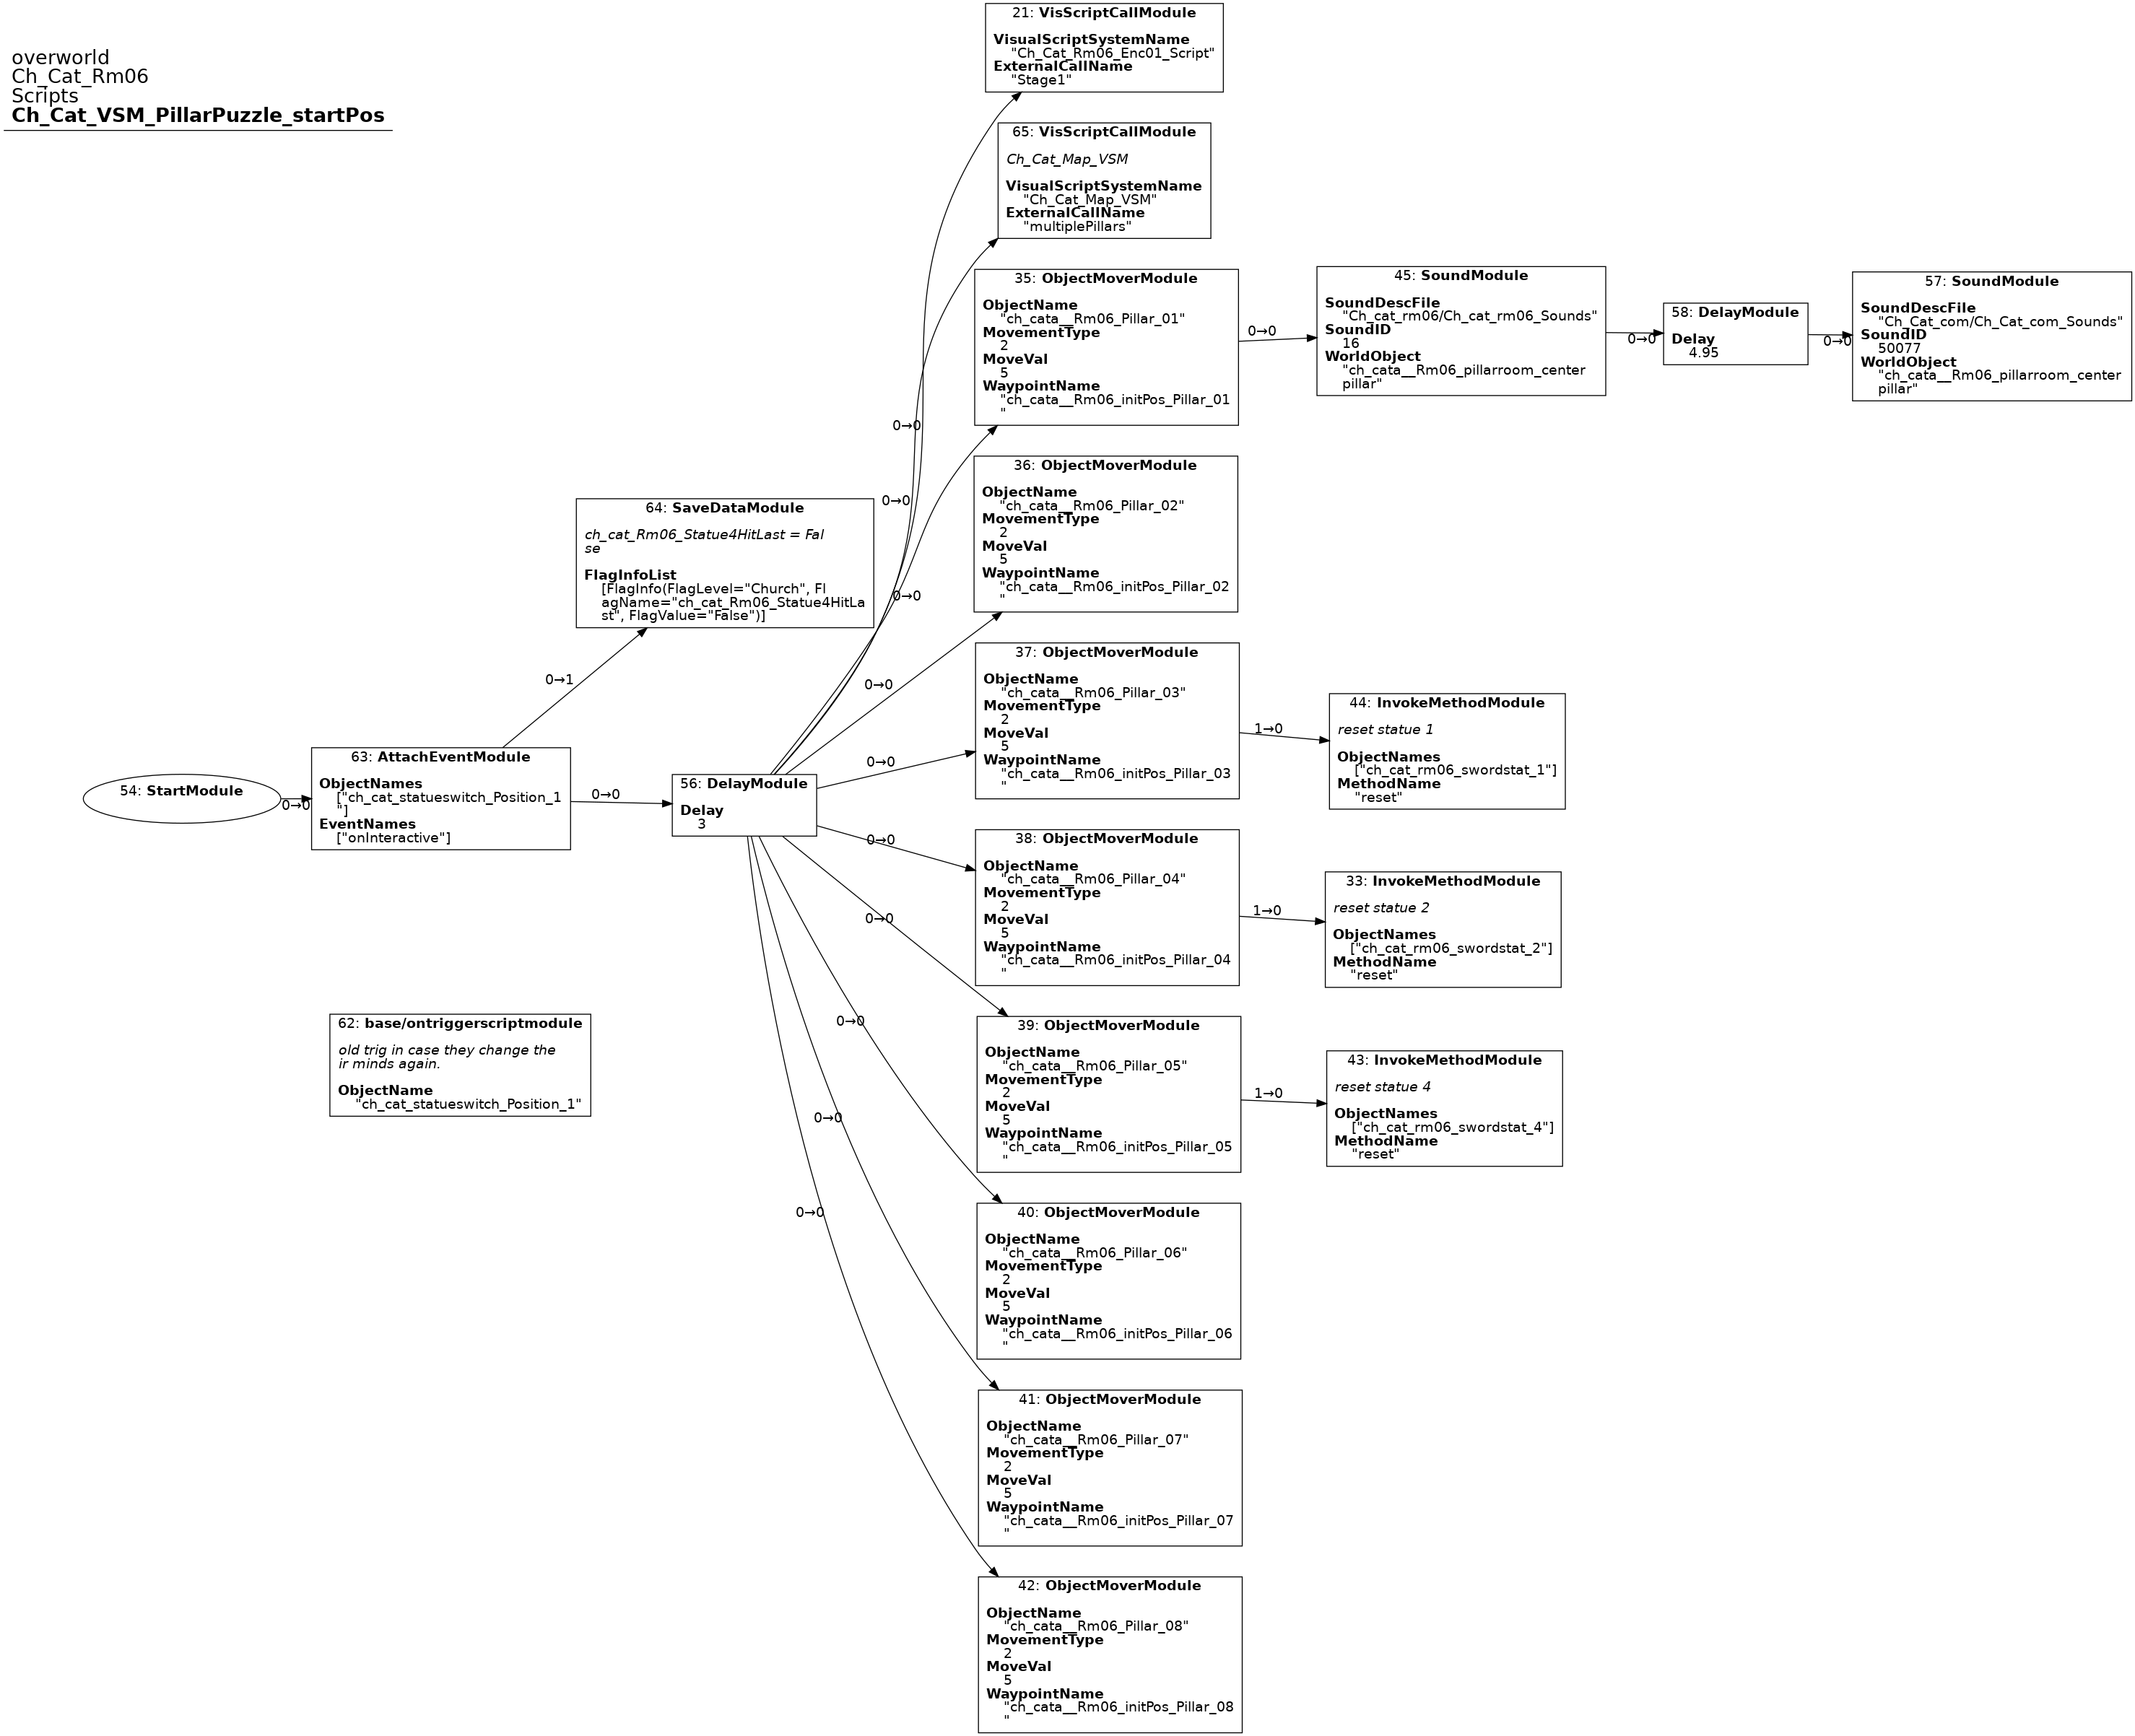 overworld
Ch_Cat_Rm06
Scripts
Ch_Cat_VSM_PillarPuzzle_startPos
21: VisScriptCallModule
VisualScriptSystemName
"Ch_Cat_Rm06_Enc01_Script"
ExternalCallName
"Stage1"
65: VisScriptCallModule
Ch_Cat_Map_VSM
VisualScriptSystemName
"Ch_Cat_Map_VSM"
ExternalCallName
"multiplePillars"
35: ObjectMoverModule
ObjectName
"ch_cata__Rm06_Pillar_01"
MovementType
2
MoveVal
5
WaypointName
"ch_cata__Rm06_initPos_Pillar_01
"
0→0
45: SoundModule
SoundDescFile
"Ch_cat_rm06/Ch_cat_rm06_Sounds"
SoundID
16
WorldObject
"ch_cata__Rm06_pillarroom_center
pillar"
0→0
58: DelayModule
Delay
4.95
0→0
57: SoundModule
SoundDescFile
"Ch_Cat_com/Ch_Cat_com_Sounds"
SoundID
50077
WorldObject
"ch_cata__Rm06_pillarroom_center
pillar"
0→0
0→0
0→0
36: ObjectMoverModule
ObjectName
"ch_cata__Rm06_Pillar_02"
MovementType
2
MoveVal
5
WaypointName
"ch_cata__Rm06_initPos_Pillar_02
"
64: SaveDataModule
ch_cat_Rm06_Statue4HitLast = Fal
se
FlagInfoList
[FlagInfo(FlagLevel="Church", Fl
agName="ch_cat_Rm06_Statue4HitLa
st", FlagValue="False")]
0→1
0→0
37: ObjectMoverModule
ObjectName
"ch_cata__Rm06_Pillar_03"
MovementType
2
MoveVal
5
WaypointName
"ch_cata__Rm06_initPos_Pillar_03
"
1→0
44: InvokeMethodModule
reset statue 1
ObjectNames
["ch_cat_rm06_swordstat_1"]
MethodName
"reset"
54: StartModule
0→0
63: AttachEventModule
ObjectNames
["ch_cat_statueswitch_Position_1
"]
EventNames
["onInteractive"]
0→0
56: DelayModule
Delay
3
0→0
0→0
38: ObjectMoverModule
ObjectName
"ch_cata__Rm06_Pillar_04"
MovementType
2
MoveVal
5
WaypointName
"ch_cata__Rm06_initPos_Pillar_04
"
1→0
33: InvokeMethodModule
reset statue 2
ObjectNames
["ch_cat_rm06_swordstat_2"]
MethodName
"reset"
0→0
62: base/ontriggerscriptmodule
old trig in case they change the
ir minds again.
ObjectName
"ch_cat_statueswitch_Position_1"
0→0
39: ObjectMoverModule
ObjectName
"ch_cata__Rm06_Pillar_05"
MovementType
2
MoveVal
5
WaypointName
"ch_cata__Rm06_initPos_Pillar_05
"
1→0
43: InvokeMethodModule
reset statue 4
ObjectNames
["ch_cat_rm06_swordstat_4"]
MethodName
"reset"
0→0
0→0
40: ObjectMoverModule
ObjectName
"ch_cata__Rm06_Pillar_06"
MovementType
2
MoveVal
5
WaypointName
"ch_cata__Rm06_initPos_Pillar_06
"
41: ObjectMoverModule
ObjectName
"ch_cata__Rm06_Pillar_07"
MovementType
2
MoveVal
5
WaypointName
"ch_cata__Rm06_initPos_Pillar_07
"
42: ObjectMoverModule
ObjectName
"ch_cata__Rm06_Pillar_08"
MovementType
2
MoveVal
5
WaypointName
"ch_cata__Rm06_initPos_Pillar_08
"